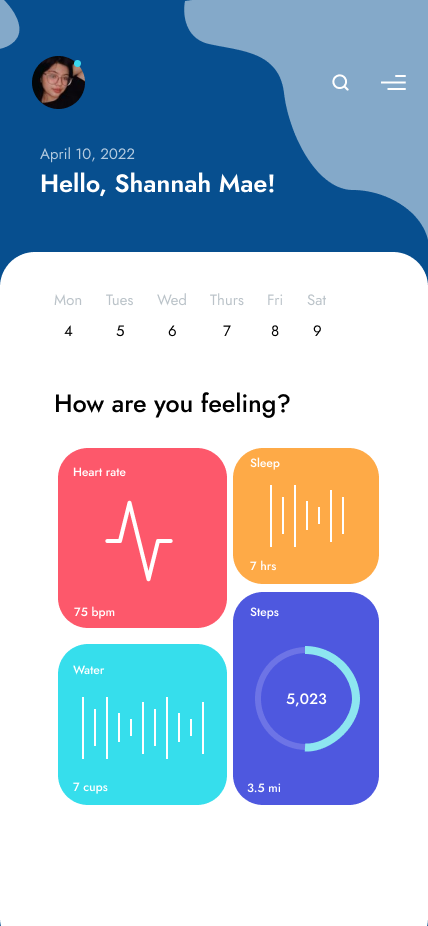 April 10, 2022
Hello, Shannah Mae!
Mon Tues Wed Thurs Fri Sat
4 5 6 7 8 9
How are you feeling?
Heart rate
75 bpm
Sleep
7 hrs
Water
7 cups
Steps
5,023
3.5 mi